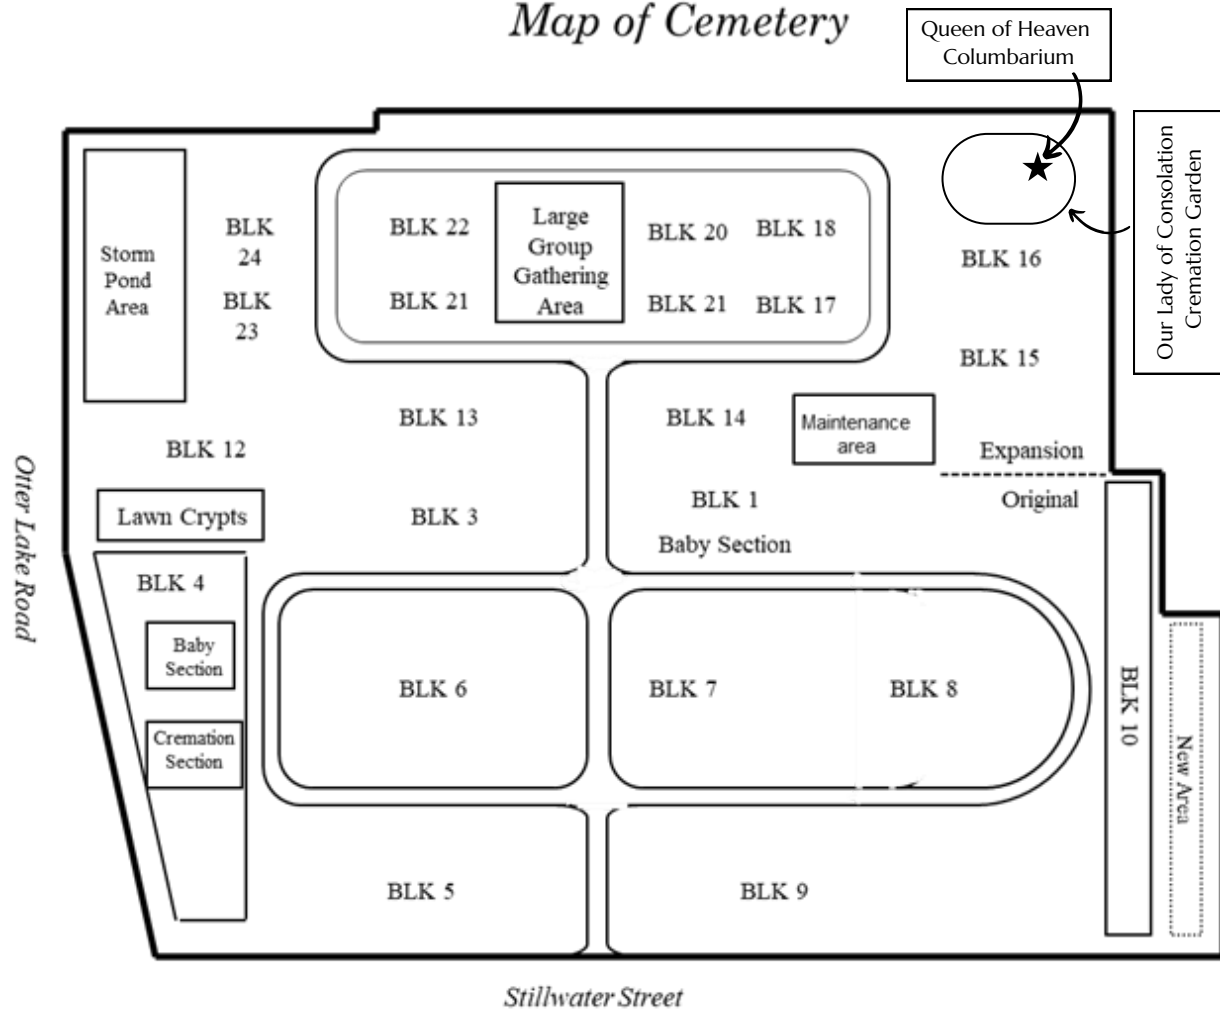 Map of Cemetery
Queen of Heaven
Columbarium
Our Lady of Consolation
Cremation Garden
Storm
Pond
Area
BLK
24
BLK
23
BLK 22
BLK 21
Large
Group
Gathering
Area
BLK 20
BLK 18
BLK 21
BLK 17
BLK 16
BLK 15
BLK 13
BLK 14
Maintenance
area
BLK 12
Expansion
Original
Otter Lake Road
Lawn Crypts
BLK 3
BLK 1
Baby Section
BLK 4
Baby
Section
Cremation
Section
BLK 6
BLK 7
BLK 8
BLK 10
New Area
BLK 5
BLK 9
Stillwater Street